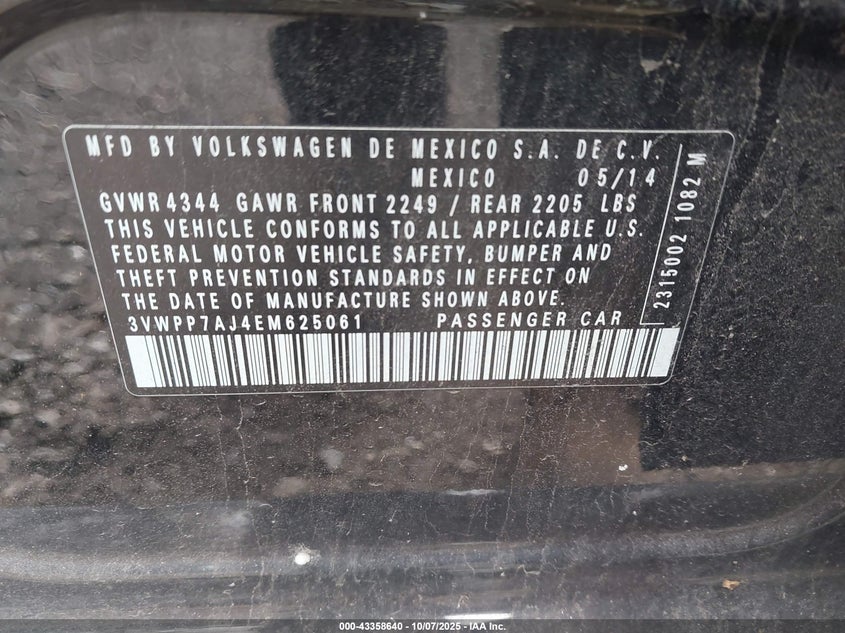 MFD BY VOLKSWAGEN DE MEXICO S.A. DE C.V.
MEXICO 05/14
GVWR 4344 GAWR FRONT 2249 / REAR 2205 LBS
THIS VEHICLE CONFORMS TO ALL APPLICABLE U.S.
FEDERAL MOTOR VEHICLE SAFETY, BUMPER AND
THEFT PREVENTION STANDARDS IN EFFECT ON
THE DATE OF MANUFACTURE SHOWN ABOVE.
3VWPP7AJ4EM625061 PASSENGER CAR
2315002 1082 M
000-43358640 - 10/07/2025 - IAA Inc.